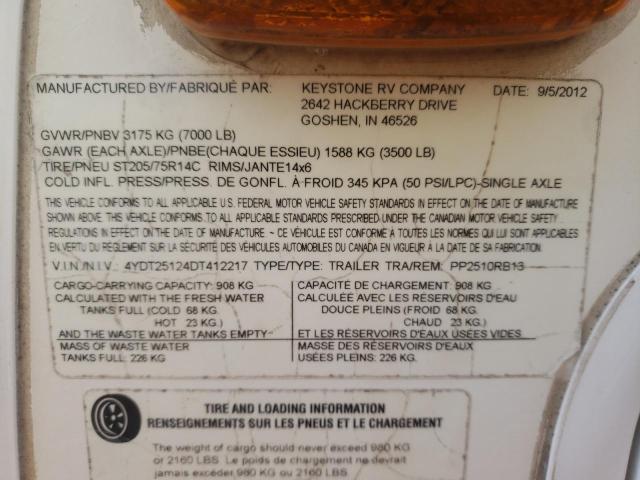 MANUFACTURED BY/FABRIQUÉ PAR: KEYSTONE RV COMPANY DATE: 9/5/2012
2642 HACKBERRY DRIVE
GOSHEN, IN 46526
GVWR/PNBV 3175 KG (7000 LB)
GAWR (EACH AXLE)/PNBE(CHAQUE ESSIEU) 1588 KG (3500 LB)
TIRE/PNEU ST205/75R14C RIMS/JANTE14x6
COLD INFL. PRESS/PRESS. DE GONFL. À FROID 345 KPA (50 PSI/LPC)-SINGLE AXLE
THIS VEHICLE CONFORMS TO ALL APPLICABLE U.S. FEDERAL MOTOR VEHICLE SAFETY STANDARDS IN EFFECT ON THE DATE OF MANUFACTURE
SHOWN ABOVE. THIS VEHICLE CONFORMS TO ALL APPLICABLE STANDARDS PRESCRIBED UNDER THE CANADIAN MOTOR VEHICLE SAFETY
REGULATIONS IN EFFECT ON THE DATE OF MANUFACTURE ~ CE VÉHICULE EST CONFORME À TOUTES LES NORMES QUI LUI SONT APPLICABLES
EN VERTU DU RÈGLEMENT SUR LA SÉCURITÉ DES VÉHICULES AUTOMOBILES DU CANADA EN VIGUEUR À LA DATE DE SA FABRICATION.
V.I.N./N.I.V.: 4YDT25124DT412217 TYPE/TYPE: TRAILER TRA/REM: PP2510RB13
CARGO-CARRYING CAPACITY: 908 KG
CALCULATED WITH THE FRESH WATER
TANKS FULL (COLD 68 KG.
HOT 23 KG.)
AND THE WASTE WATER TANKS EMPTY
MASS OF WASTE WATER
TANKS FULL: 226 KG
CAPACITÉ DE CHARGEMENT: 908 KG
CALCULÉE AVEC LES RÉSERVOIRS D'EAU
DOUCE PLEINS (FROID 68 KG.
CHAUD 23 KG.)
ET LES RÉSERVOIRS D'EAUX USÉES VIDES
MASSE DES RÉSERVOIRS D'EAUX
USÉES PLEINS: 226 KG.
TIRE AND LOADING INFORMATION
RENSEIGNEMENTS SUR LES PNEUS ET LE CHARGEMENT
The weight of cargo should never exceed 980 KG
or 2160 LBS. Le poids de chargement ne devrait
jamais excéder 980 KG ou 2160 LBS.